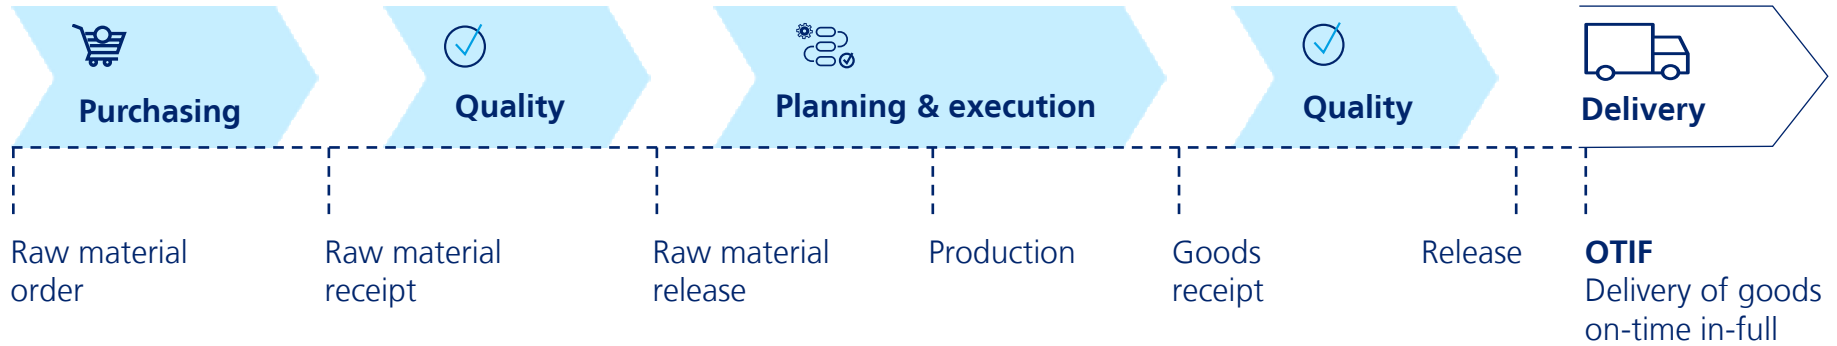 Purchasing
Quality
Planning & execution
Quality
Delivery
Raw material
order
Raw material
receipt
Raw material
release
Production
Goods
receipt
Release
OTIF
Delivery of goods
on-time in-full